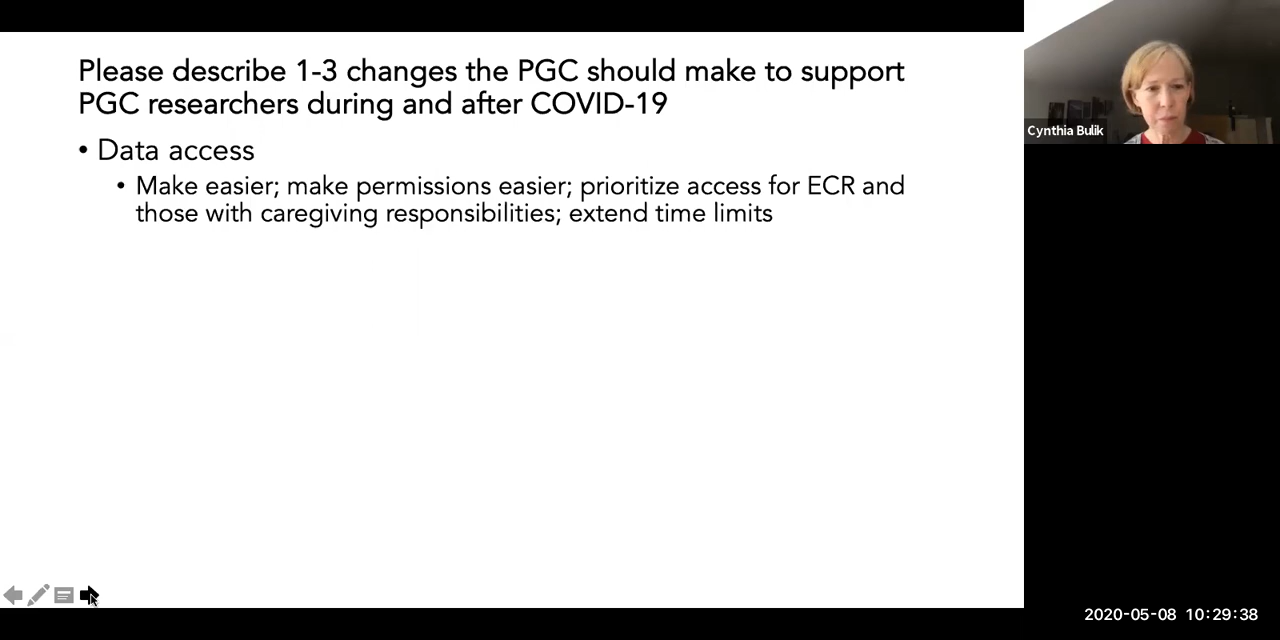 Please describe 1-3 changes the PGC should make to support
PGC researchers during and after COVID-19
• Data access
• Make easier; make permissions easier; prioritize access for ECR and
those with caregiving responsibilities; extend time limits
Cynthia Bulik
2020-05-08 10:29:38